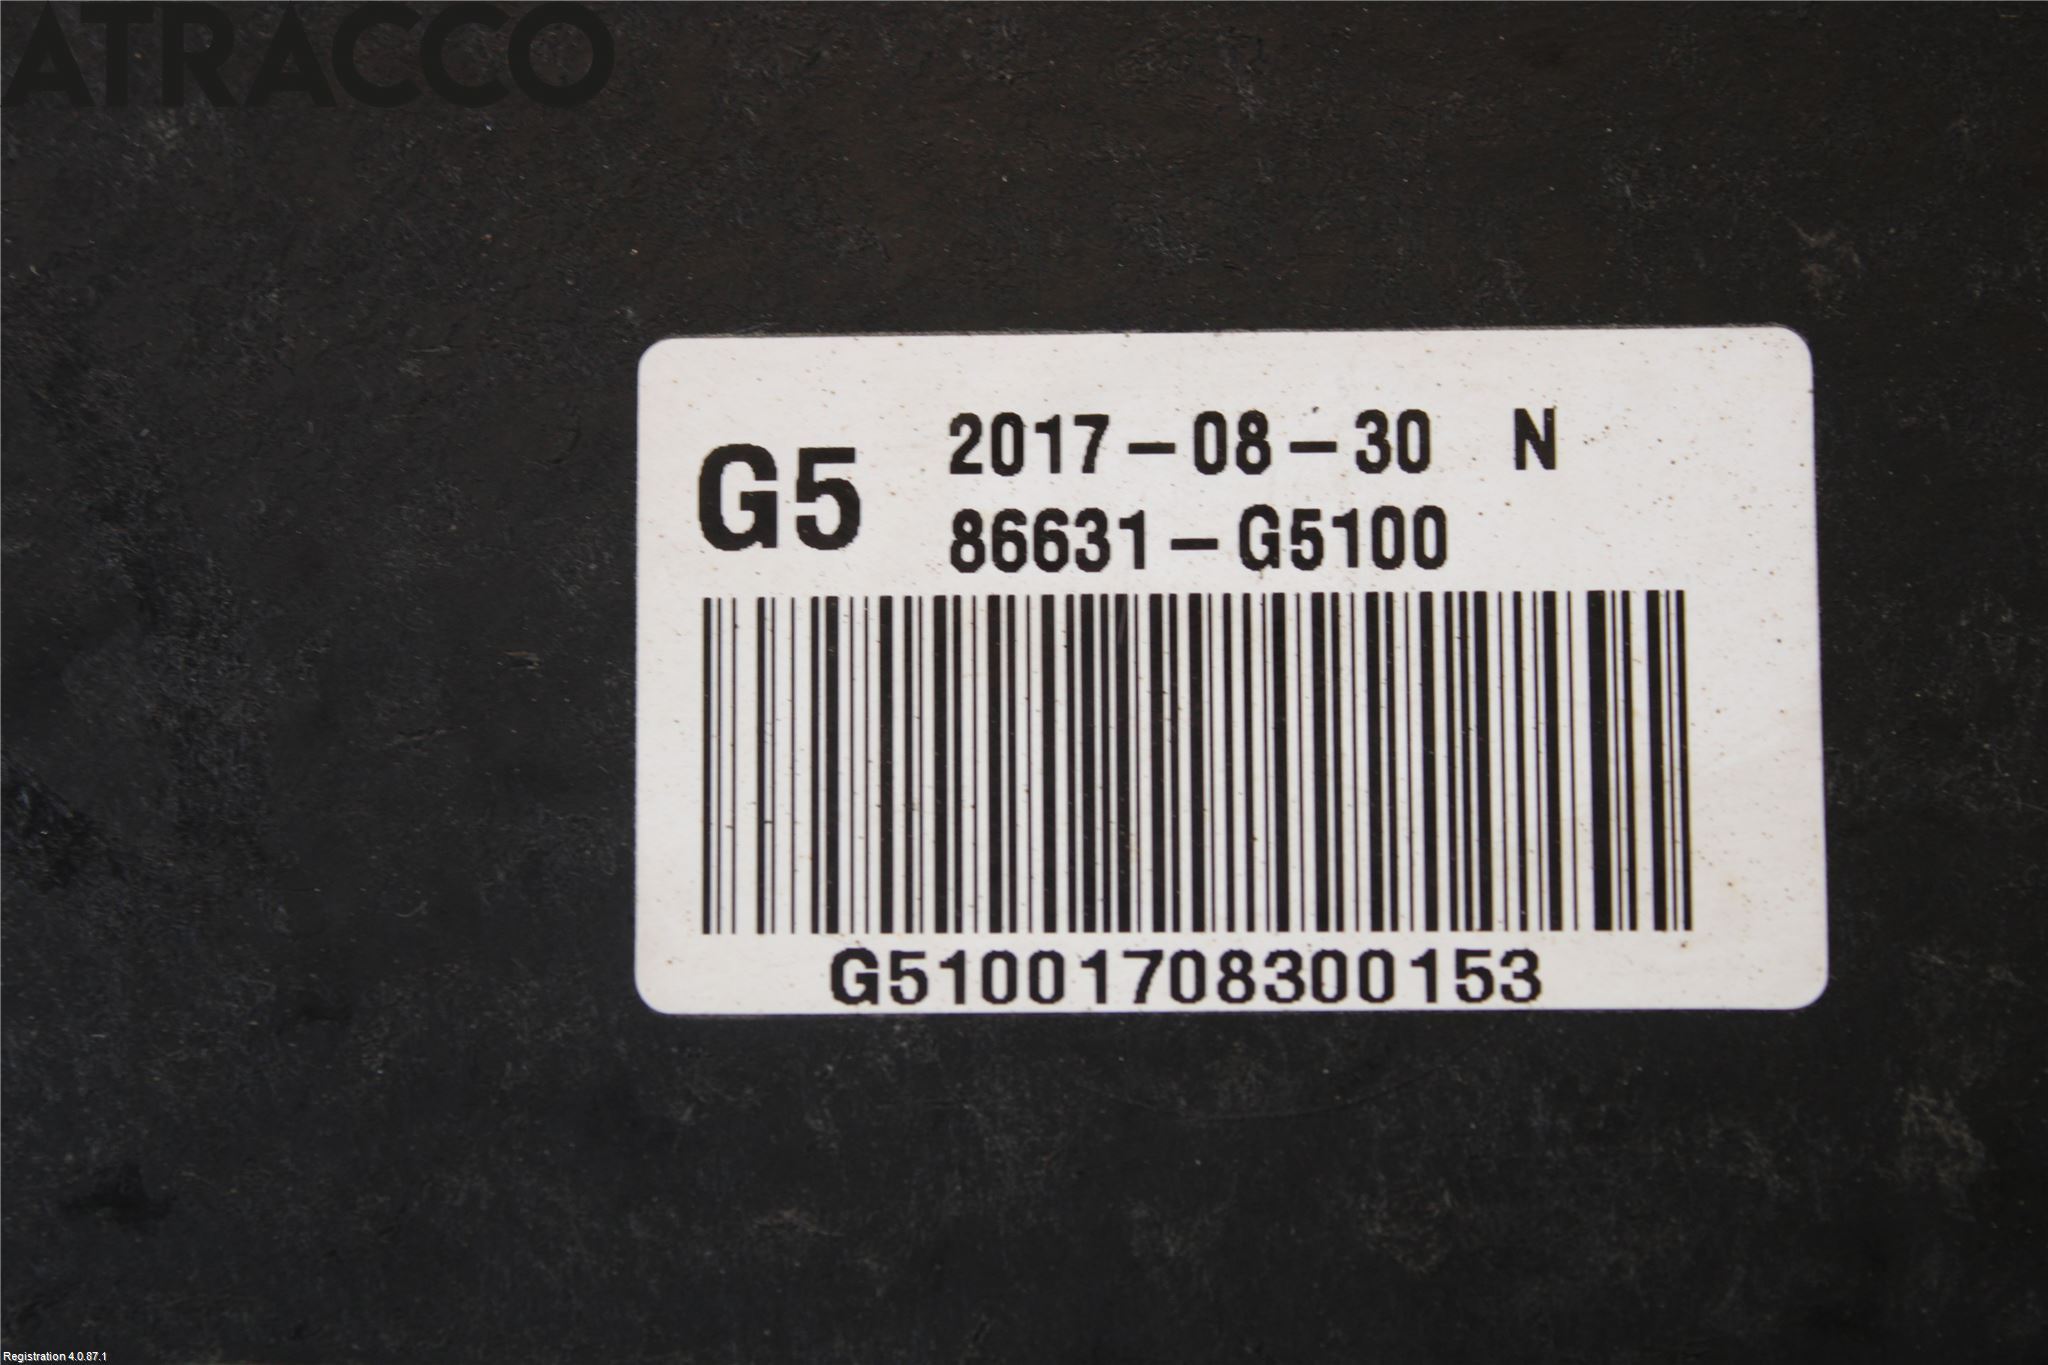 ATRACCO
G5
2017-08-30 N
86631-G5100
G51001708300153
Registration 4.0.87.1